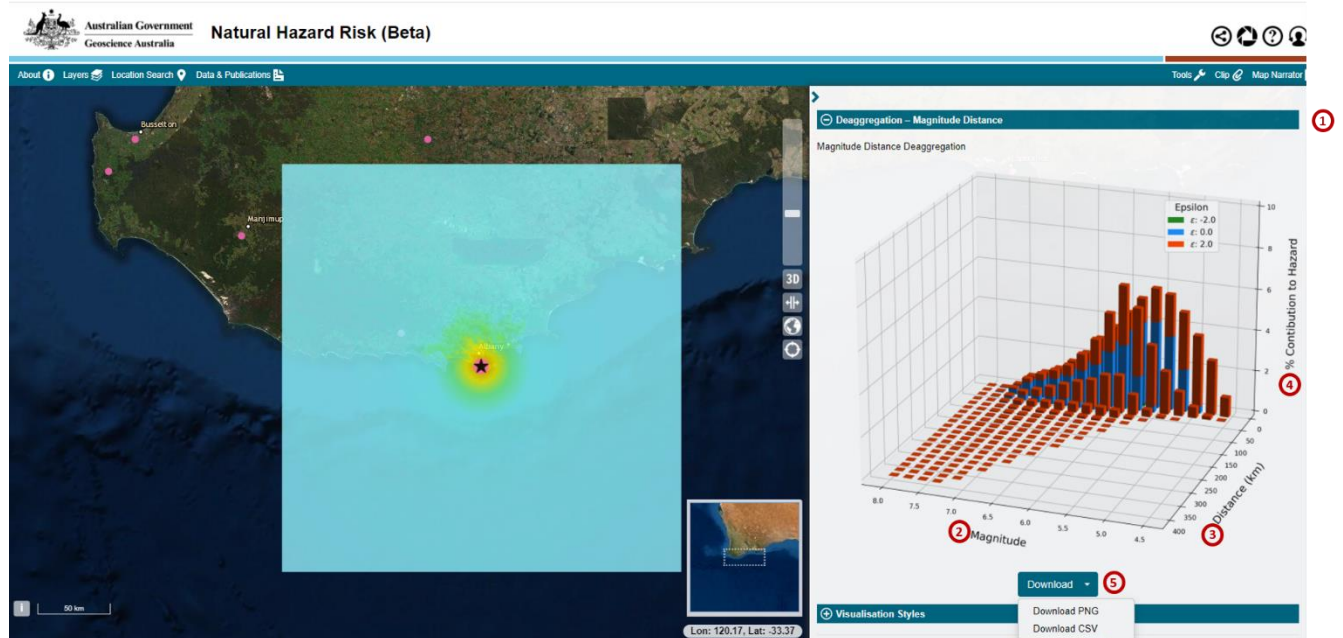 Australian Government
Geoscience Australia
Natural Hazard Risk (Beta)
About Layers Location Search Data & Publications
Tools Clip Map Narrator
Busselton
Manjimup
Albany
3D
50 km
Lon: 120.17, Lat: -33.37
Deaggregation – Magnitude Distance
1
Magnitude Distance Deaggregation
Epsilon
ε: -2.0
ε: 0.0
ε: 2.0
10
8
6
4
2
0
% Contibution to Hazard
4
0
50
100
150
200
250
300
350
400
Distance (km)
3
8.0
7.5
7.0
6.5
6.0
5.5
5.0
4.5
2
Magnitude
Download
5
Download PNG
Download CSV
Visualisation Styles